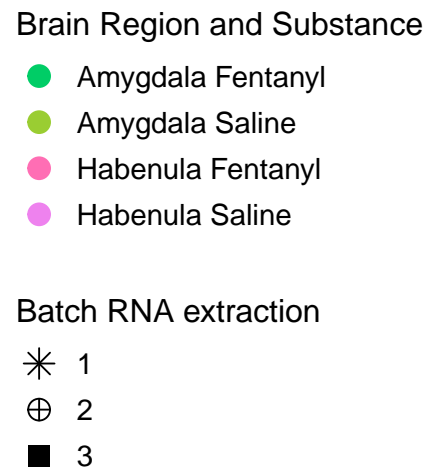 Brain Region and Substance
Amygdala Fentanyl
Amygdala Saline
Habenula Fentanyl
Habenula Saline
Batch RNA extraction
1
2
3